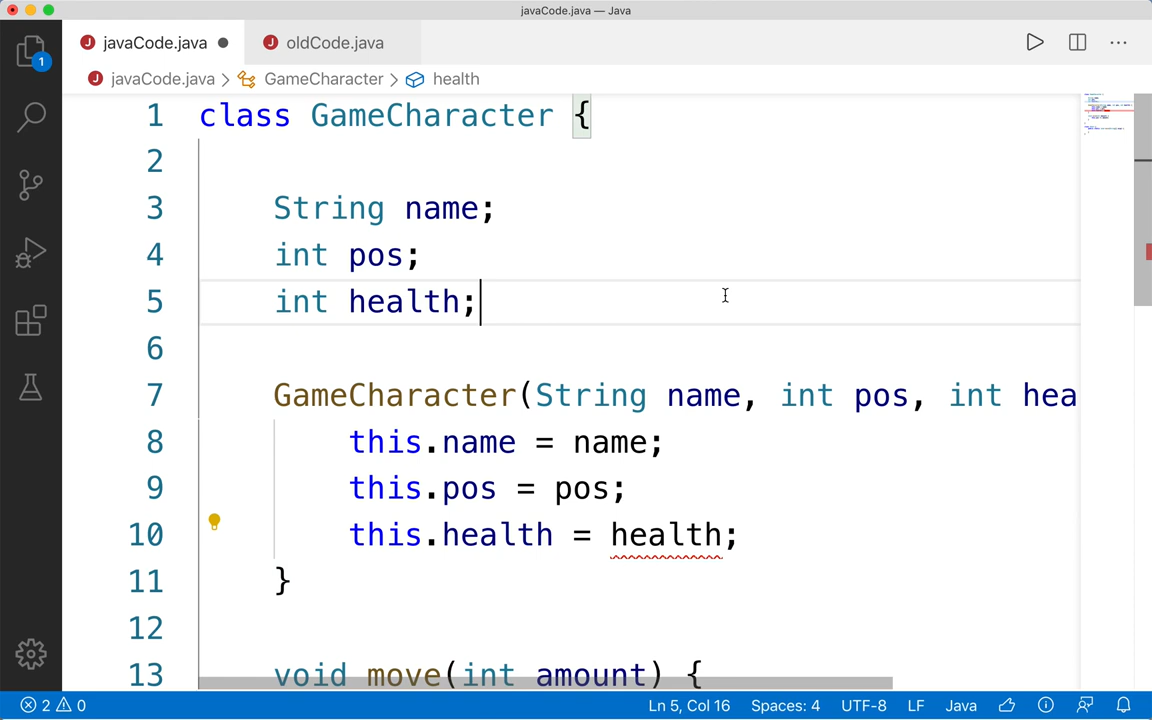 javaCode.java — Java
javaCode.java
oldCode.java
javaCode.java
GameCharacter
health
1
1 class GameCharacter {
2
3 String name;
4 int pos;
5 int health;
6
7 GameCharacter(String name, int pos, int hea
8 this.name = name;
9 this.pos = pos;
10 this.health = health;
11 }
12
13 void move(int amount) {
2 0 Ln 5, Col 16 Spaces: 4 UTF-8 LF Java